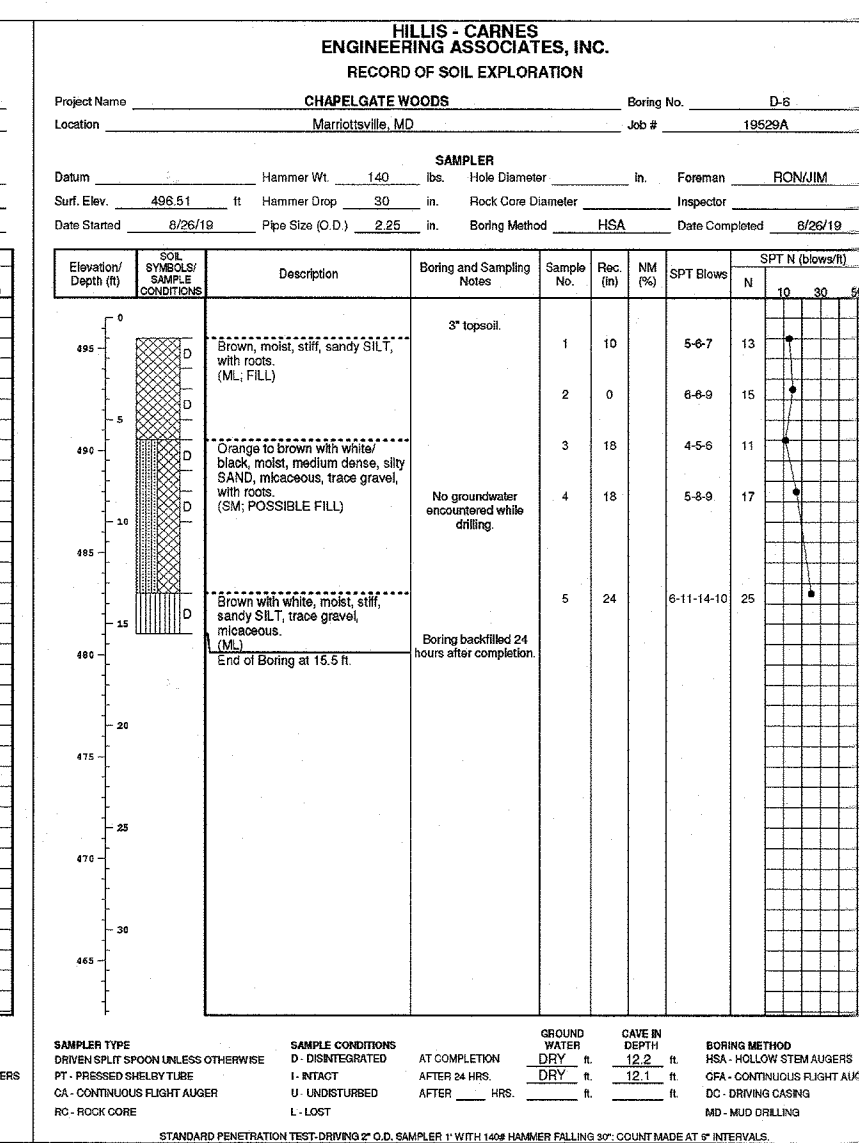 HILLIS - CARNES
ENGINEERING ASSOCIATES, INC.
RECORD OF SOIL EXPLORATION
Project Name CHAPELGATE WOODS Boring No. D-6
Location Marriottsville, MD Job # 19529A
SAMPLER
Datum Hammer Wt. 140 lbs. Hole Diameter in. Foreman RON/JIM
Surf. Elev. 496.51 ft Hammer Drop 30 in. Rock Core Diameter Inspector
Date Started 8/26/19 Pipe Size (O.D.) 2.25 in. Boring Method HSA Date Completed 8/26/19
Elevation/ Depth (ft) SOIL SYMBOLS/ SAMPLE CONDITIONS Description Boring and Sampling Notes Sample No. Rec. (in) NM (%) SPT Blows SPT N (blows/ft)
N 10 30 5
0
3" topsoil.
495 D Brown, moist, stiff, sandy SILT, 1 10 5-6-7 13
with roots.
(ML; FILL)
D 2 0 6-6-9 15
5
490 D Orange to brown with white/ 3 18 4-5-6 11
black, moist, medium dense, silty
SAND, micaceous, trace gravel,
with roots. No groundwater 4 18 5-8-9 17
D (SM; POSSIBLE FILL) encountered while
10 drilling.
485
D Brown with white, moist, stiff, 5 24 6-11-14-10 25
15 sandy SILT, trace gravel,
micaceous.
(ML) Boring backfilled 24
480 End of Boring at 15.5 ft. hours after completion.
20
475
25
470
30
465
GROUND WATER CAVE IN DEPTH
SAMPLER TYPE SAMPLE CONDITIONS BORING METHOD
DRIVEN SPLIT SPOON UNLESS OTHERWISE D - DISINTEGRATED AT COMPLETION DRY ft. 12.2 ft. HSA - HOLLOW STEM AUGERS
ERS PT - PRESSED SHELBY TUBE I - INTACT AFTER 24 HRS. DRY ft. 12.1 ft. CFA - CONTINUOUS FLIGHT AUG
CA - CONTINUOUS FLIGHT AUGER U - UNDISTURBED AFTER HRS. ft. ft. DC - DRIVING CASING
RC - ROCK CORE L - LOST MD - MUD DRILLING
STANDARD PENETRATION TEST-DRIVING 2" O.D. SAMPLER 1' WITH 140# HAMMER FALLING 30": COUNT MADE AT 6" INTERVALS.